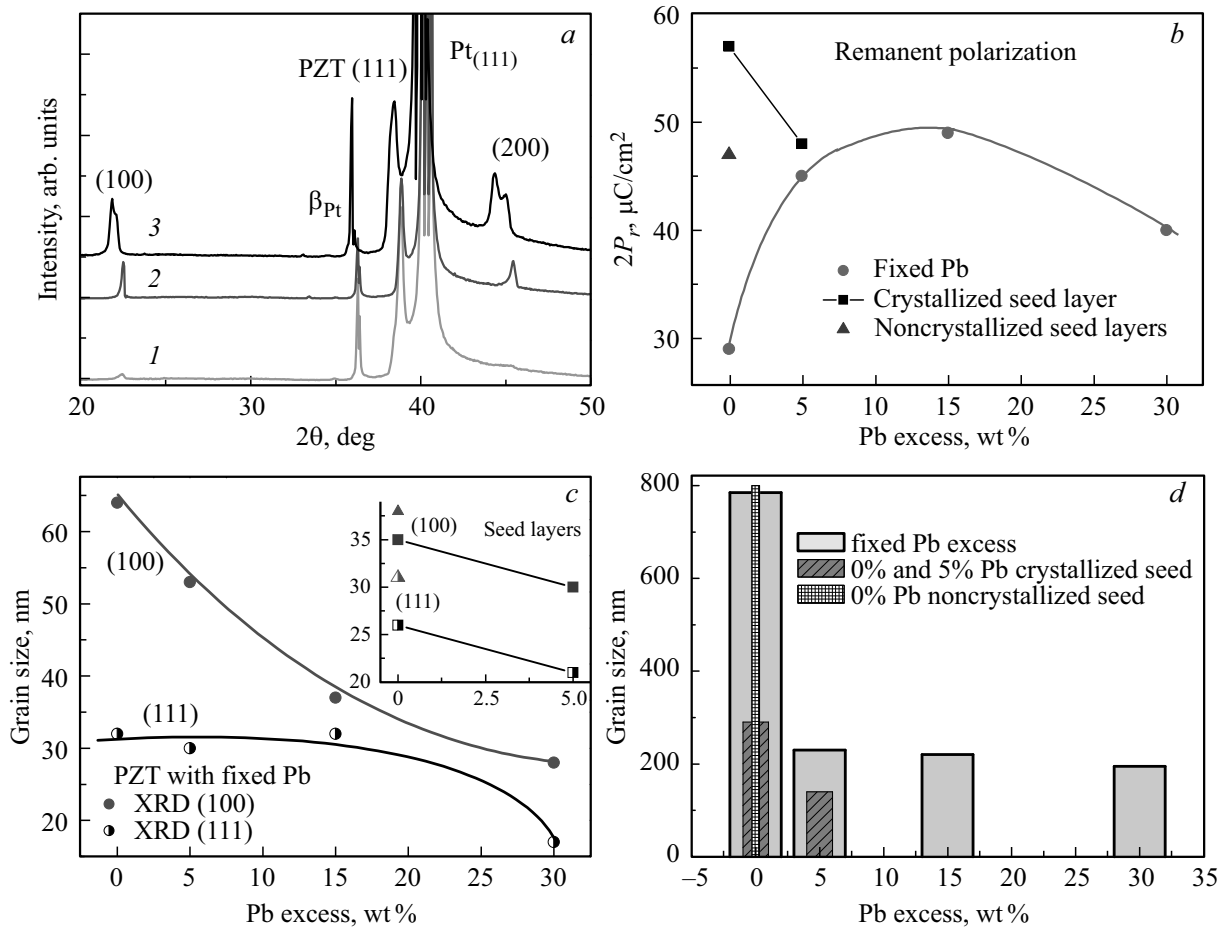 a
Pt(111)
PZT (111)
(200)
(100)
βPt
3
2
1
Intensity, arb. units
20
30
40
50
2θ, deg
b
Remanent polarization
60
50
40
30
2Pr, μC/cm2
Fixed Pb
Crystallized seed layer
Noncrystallized seed layers
0
5
10
15
20
25
30
Pb excess, wt %
c
60
50
40
30
20
Grain size, nm
(100)
(111)
PZT with fixed Pb
XRD (100)
XRD (111)
Seed layers
(100)
(111)
35
30
25
20
0
2.5
5.0
0
5
10
15
20
25
30
Pb excess, wt %
d
800
600
400
200
0
Grain size, nm
fixed Pb excess
0% and 5% Pb crystallized seed
0% Pb noncrystallized seed
–5
0
5
10
15
20
25
30
35
Pb excess, wt %